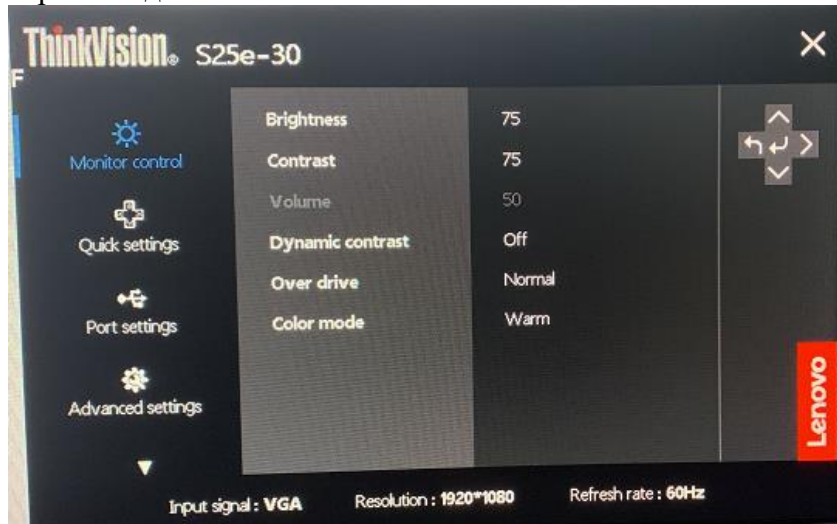 ThinkVision® S25e-30
F
Monitor control
Quick settings
Port settings
Advanced settings
Brightness 75
Contrast 75
Volume 50
Dynamic contrast Off
Over drive Normal
Color mode Warm
Lenovo
Input signal : VGA Resolution : 1920*1080 Refresh rate : 60Hz